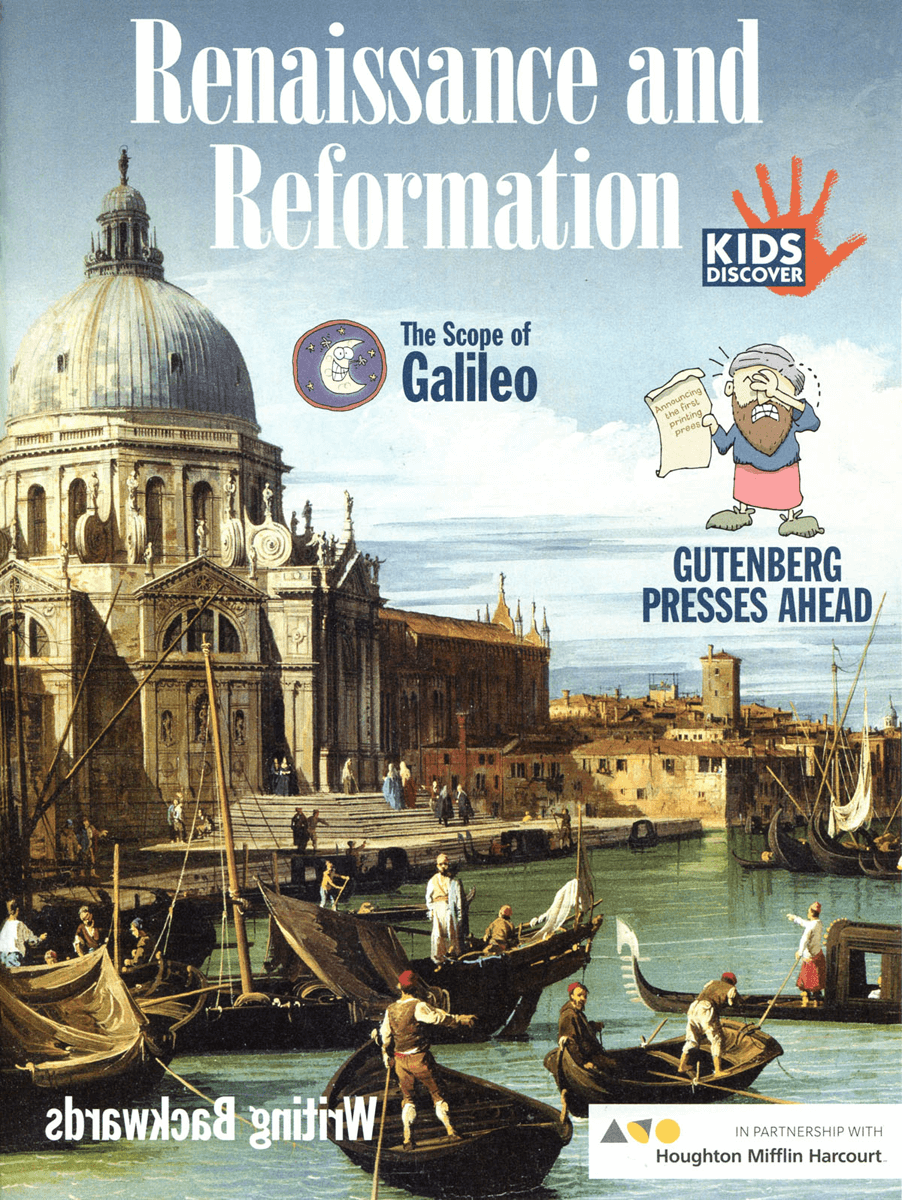 Renaissance and
Reformation
KIDS
DISCOVER
The Scope of
Galileo
Announcing
the first
printing
press
GUTENBERG
PRESSES AHEAD
Writing Backwards
IN PARTNERSHIP WITH
Houghton Mifflin Harcourt